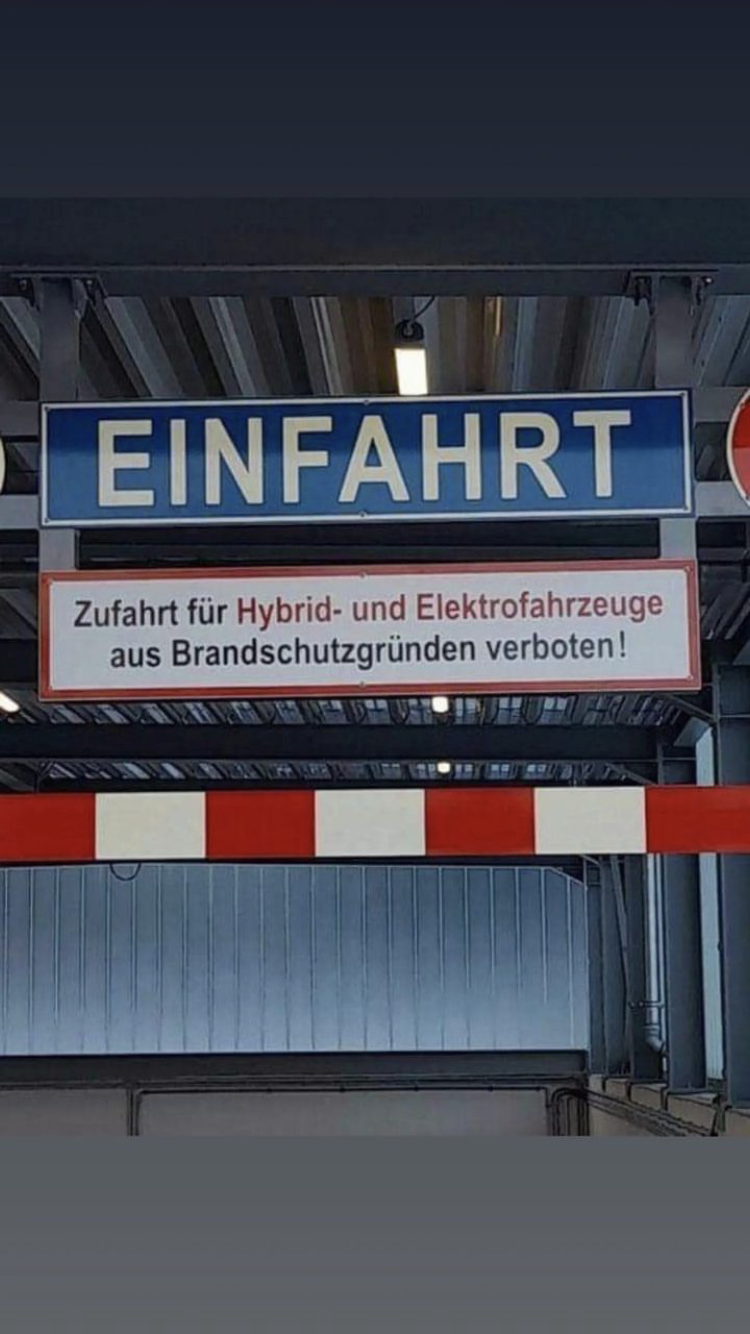 EINFAHRT
Zufahrt für Hybrid- und Elektrofahrzeuge
aus Brandschutzgründen verboten!